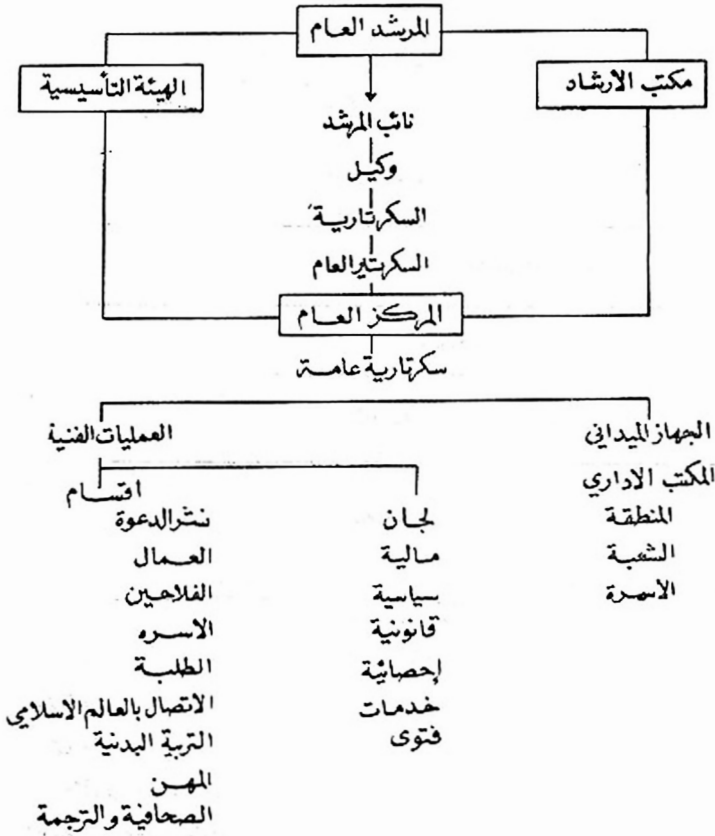 المرشد العام
مكتب الأرشاد
الهيئة التأسيسية
نائب المرشد
وكيل
السكرتارية
السكرتير العام
المركز العام
سكرتارية عامة
الجهاز الميداني
المكتب الاداري
المنطقة
الشعبة
الاسرة
العمليات الفنية
لجان
مالية
سياسية
قانونية
إحصائية
خدمات
فتوى
اقسام
نشر الدعوة
العمال
الفلاحين
الاسره
الطلبة
الاتصال بالعالم الاسلامي
التربية البدنية
المهن
الصحافية والترجمة